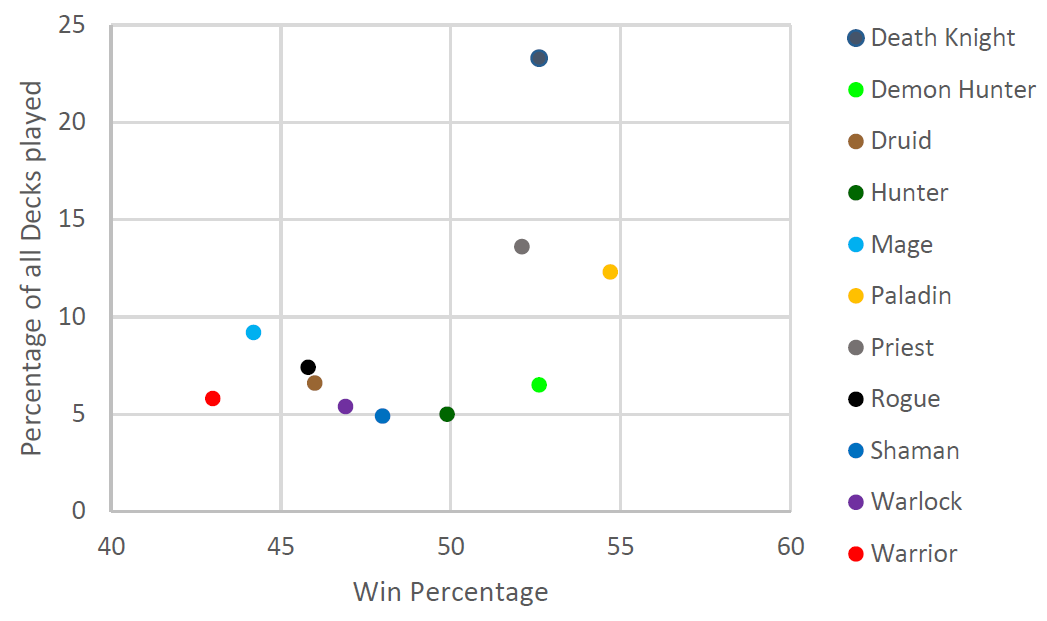 25
20
15
10
5
0
Percentage of all Decks played
40 45 50 55 60
Win Percentage
Death Knight
Demon Hunter
Druid
Hunter
Mage
Paladin
Priest
Rogue
Shaman
Warlock
Warrior